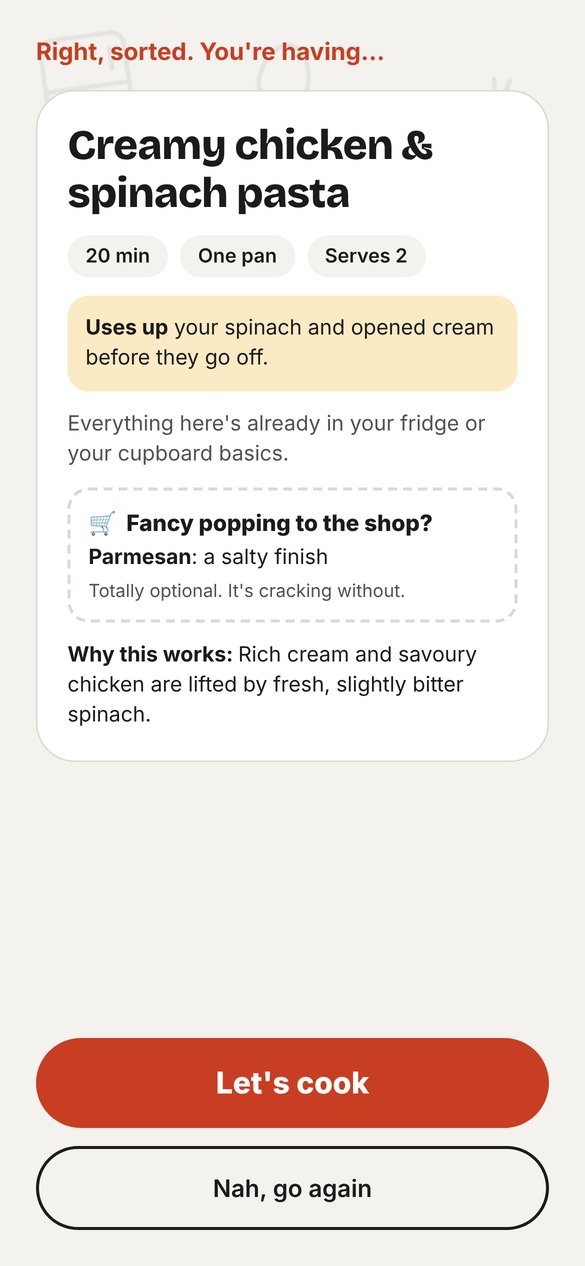 Right, sorted. You're having...
Creamy chicken &
spinach pasta
20 min
One pan
Serves 2
Uses up your spinach and opened cream
before they go off.
Everything here's already in your fridge or
your cupboard basics.
🛒 Fancy popping to the shop?
Parmesan: a salty finish
Totally optional. It's cracking without.
Why this works: Rich cream and savoury
chicken are lifted by fresh, slightly bitter
spinach.
Let's cook
Nah, go again